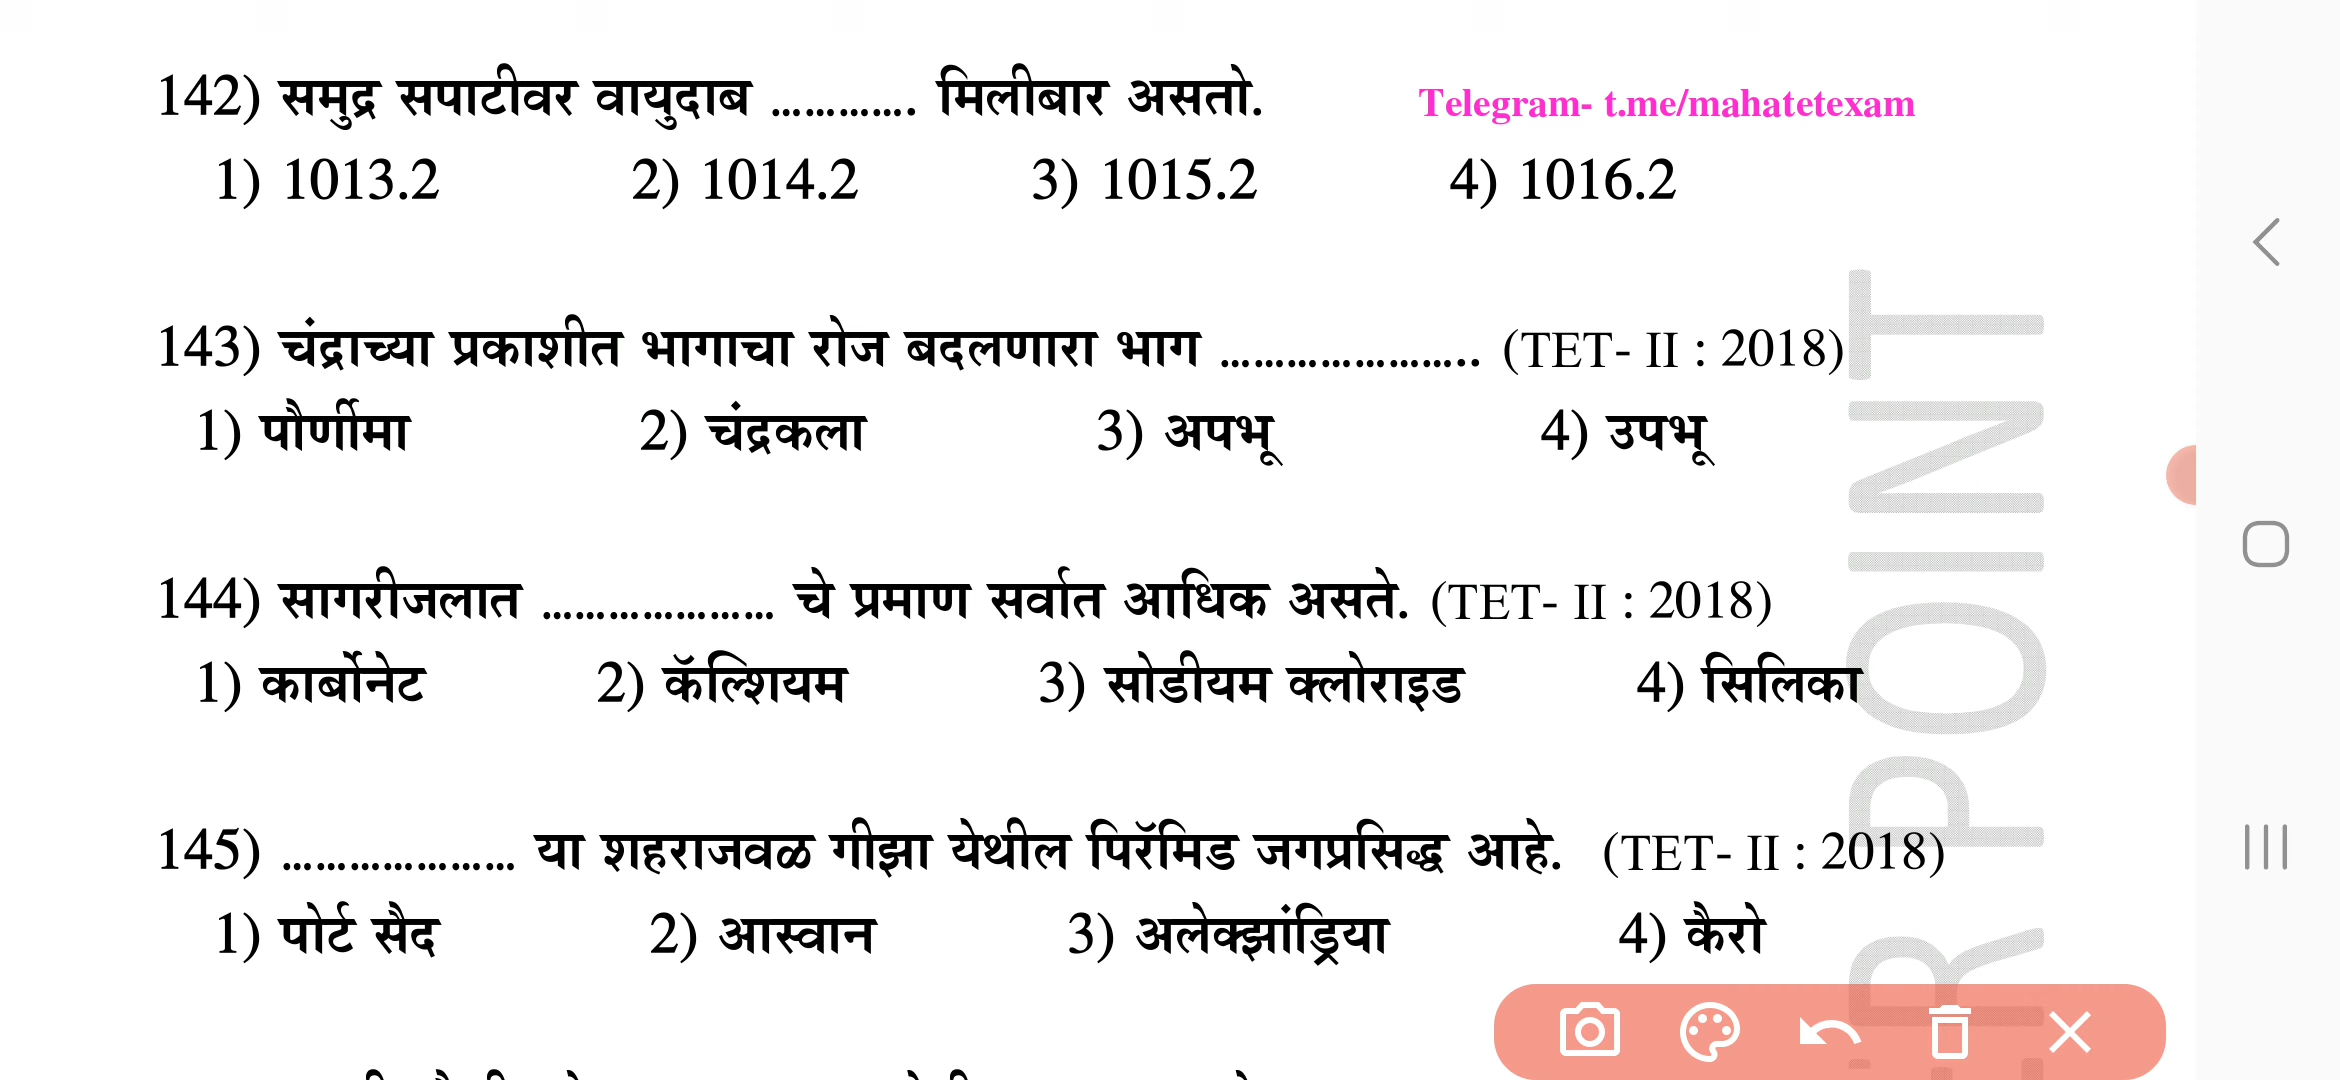 142) समुद्र सपाटीवर वायुदाब ............. मिलीबार असतो. Telegram- t.me/mahatetexam
1) 1013.2 2) 1014.2 3) 1015.2 4) 1016.2
143) चंद्राच्या प्रकाशीत भागाचा रोज बदलणारा भाग ....................... (TET- II : 2018)
1) पौर्णीमा 2) चंद्रकला 3) अपभू 4) उपभू
144) सागरीजलात ..................... चे प्रमाण सर्वात आधिक असते. (TET- II : 2018)
1) कार्बोनेट 2) कॅल्शियम 3) सोडीयम क्लोराइड 4) सिलिका
145) ..................... या शहराजवळ गीझा येथील पिरॅमिड जगप्रसिद्ध आहे. (TET- II : 2018)
1) पोर्ट सैद 2) आस्वान 3) अलेक्झांड्रिया 4) कैरो
POINT